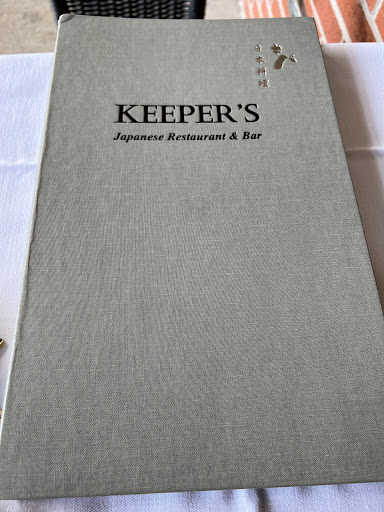 KEEPER'S
Japanese Restaurant & Bar
日本料理